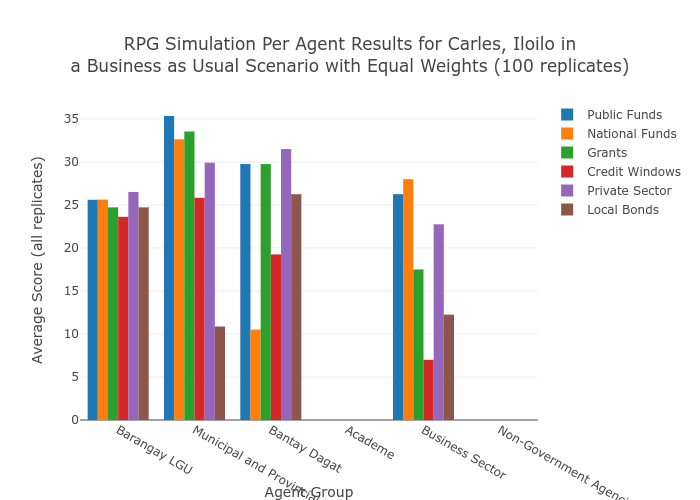 RPG Simulation Per Agent Results for Carles, Iloilo in
a Business as Usual Scenario with Equal Weights (100 replicates)
Public Funds
National Funds
Grants
Credit Windows
Private Sector
Local Bonds
Average Score (all replicates)
35
30
25
20
15
10
5
0
Barangay LGU
Municipal and
Bantay Dagat
Academe
Business Sector
Non-Government
Agent Group